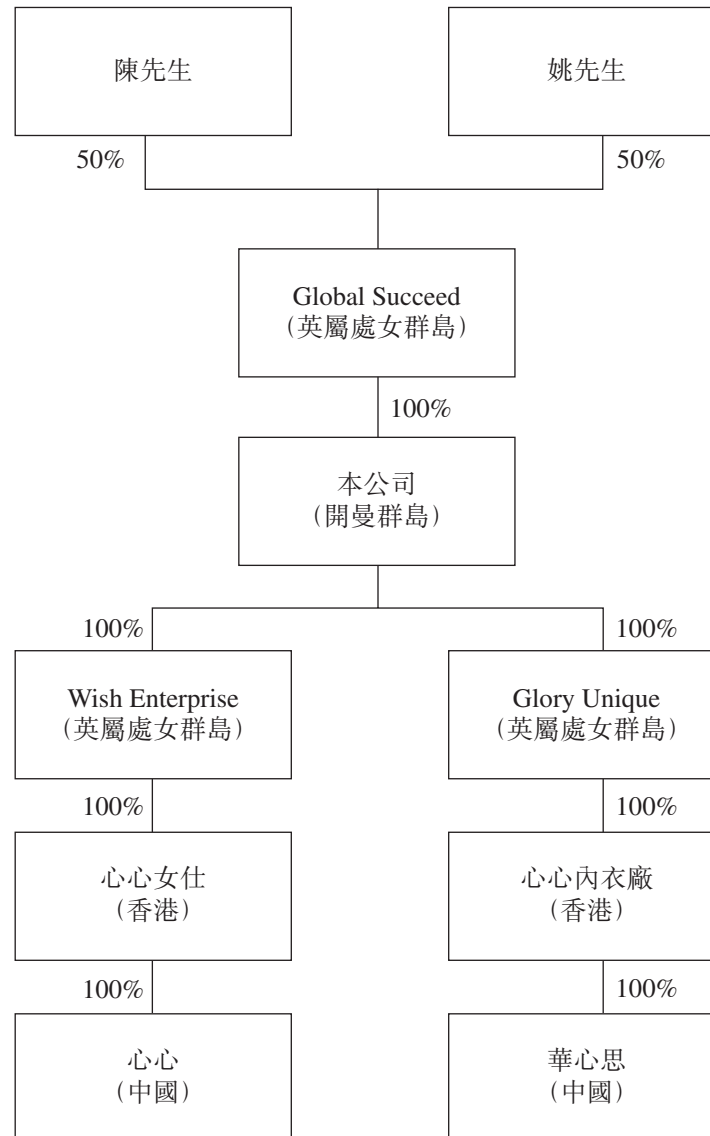 陳先生
姚先生
50%
50%
Global Succeed
（英屬處女群島）
100%
本公司
（開曼群島）
100%
100%
Wish Enterprise
（英屬處女群島）
Glory Unique
（英屬處女群島）
100%
100%
心心女仕
（香港）
心心內衣廠
（香港）
100%
100%
心心
（中國）
華心思
（中國）